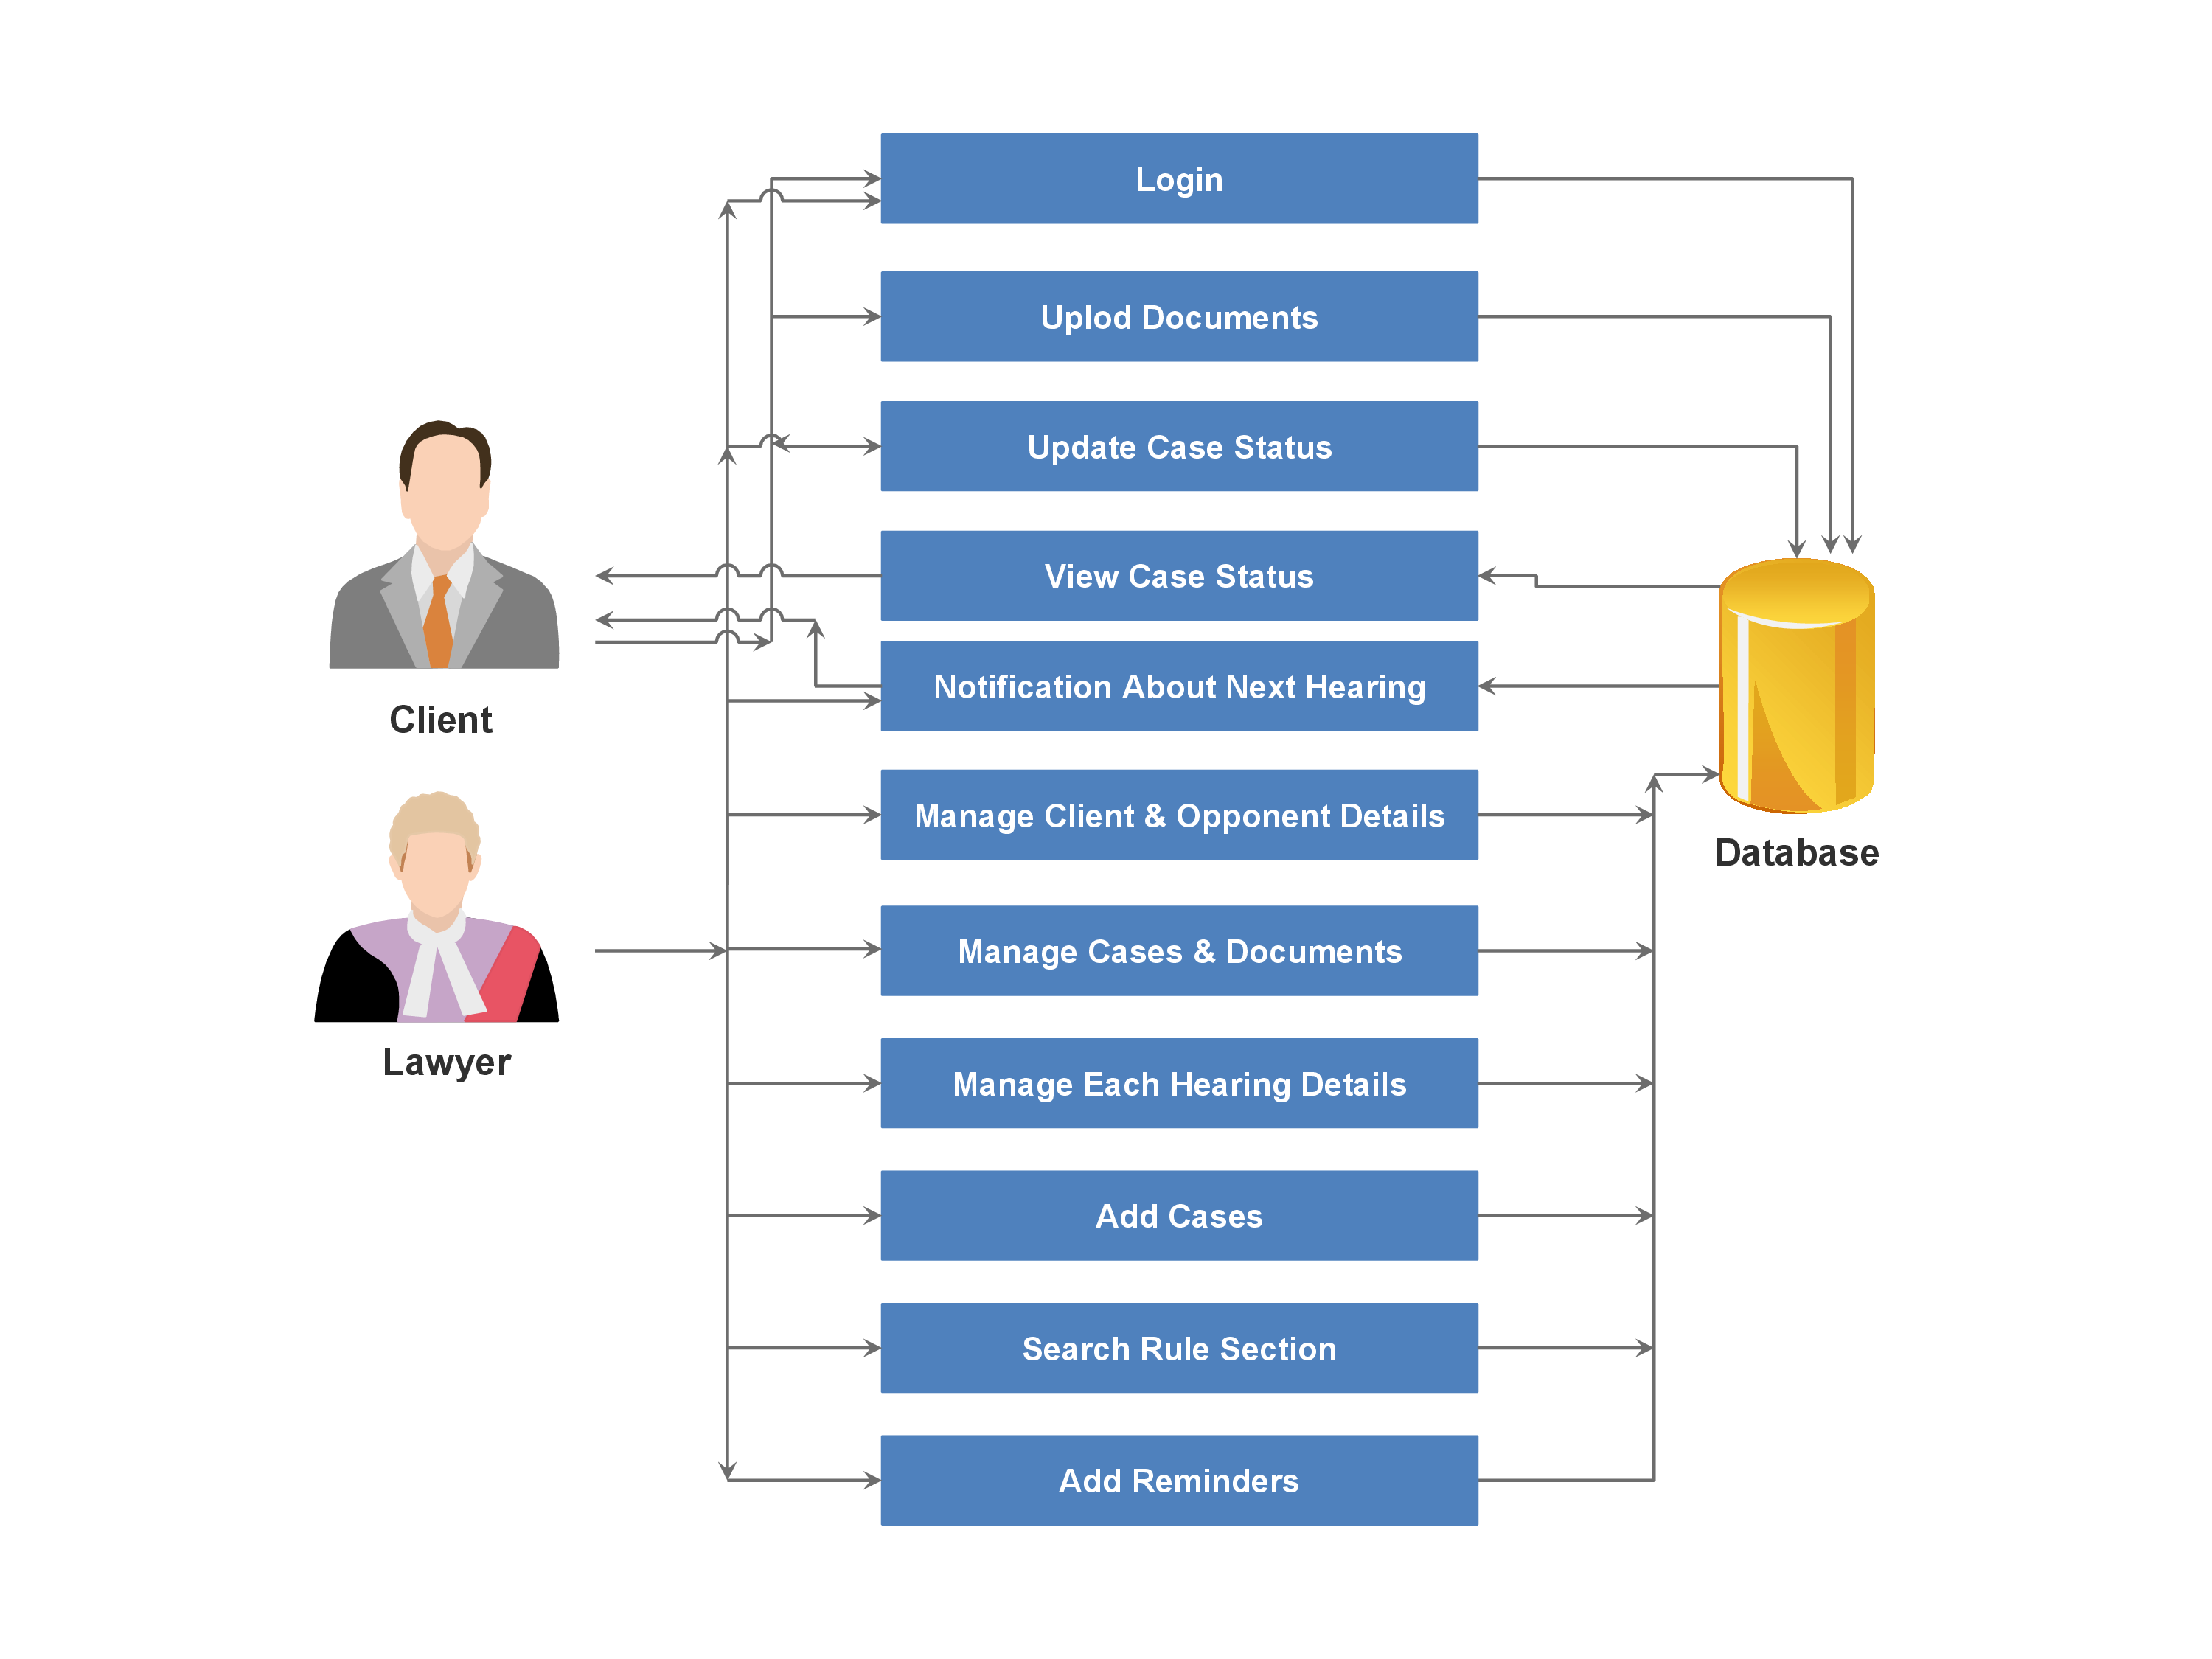 Login
Uplod Documents
Update Case Status
View Case Status
Notification About Next Hearing
Client
Manage Client & Opponent Details
Database
Manage Cases & Documents
Lawyer
Manage Each Hearing Details
Add Cases
Search Rule Section
Add Reminders